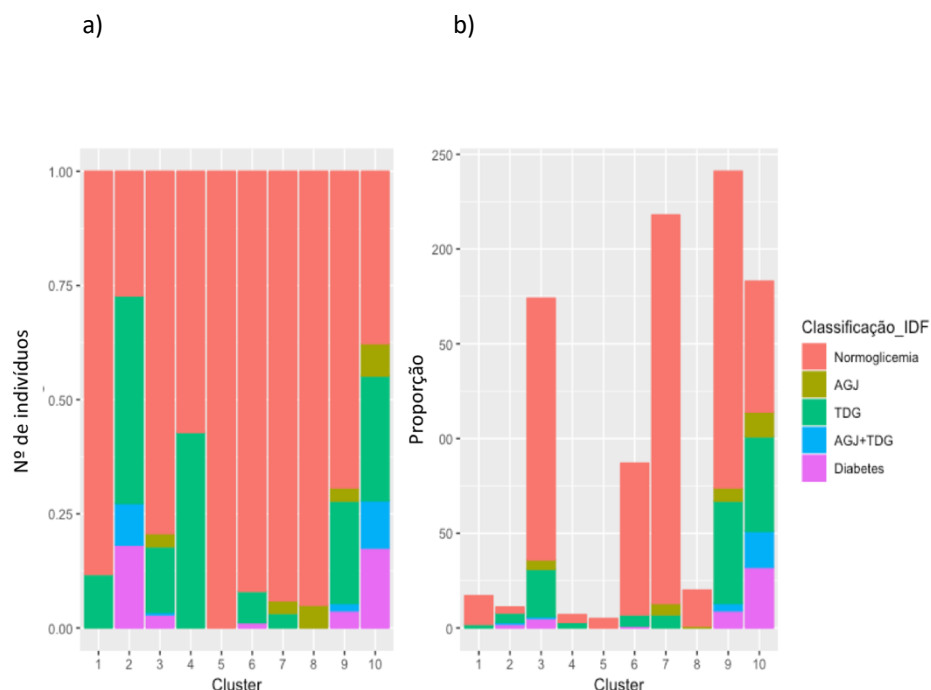 a)
b)
1.00
0.75
0.50
0.25
0.00
Nº de indivíduos
1 2 3 4 5 6 7 8 9 10
Cluster
250
200
50
00
50
0
Proporção
1 2 3 4 5 6 7 8 9 10
Cluster
Classificação_IDF
Normoglicemia
AGJ
TDG
AGJ+TDG
Diabetes